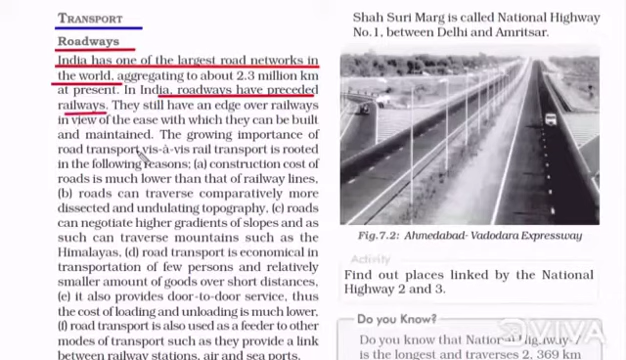 TRANSPORT
Roadways
India has one of the largest road networks in
the world, aggregating to about 2.3 million km
at present. In India, roadways have preceded
railways. They still have an edge over railways
in view of the ease with which they can be built
and maintained. The growing importance of
road transport vis-à-vis rail transport is rooted
in the following reasons; (a) construction cost of
roads is much lower than that of railway lines,
(b) roads can traverse comparatively more
dissected and undulating topography, (c) roads
can negotiate higher gradients of slopes and as
such can traverse mountains such as the
Himalayas, (d) road transport is economical in
transportation of few persons and relatively
smaller amount of goods over short distances,
(e) it also provides door-to-door service, thus
the cost of loading and unloading is much lower,
(f) road transport is also used as a feeder to other
modes of transport such as they provide a link
between railway stations, air and sea ports.
Shah Suri Marg is called National Highway
No.1, between Delhi and Amritsar.
Fig.7.2: Ahmedabad- Vadodara Expressway
Activity
Find out places linked by the National
Highway 2 and 3.
Do you Know?
Do you know that National Highway-7
is the longest and traverses 2, 369 km
VIVA